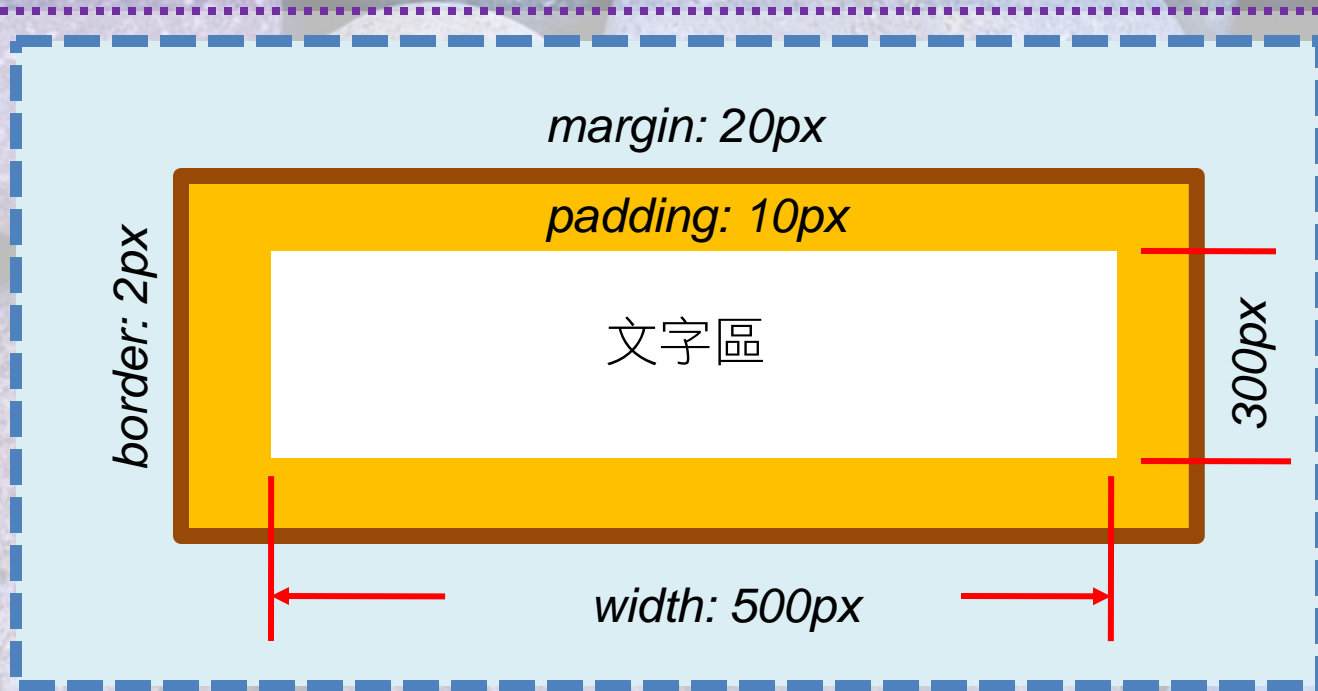 margin: 20px
padding: 10px
border: 2px
文字區
300px
width: 500px